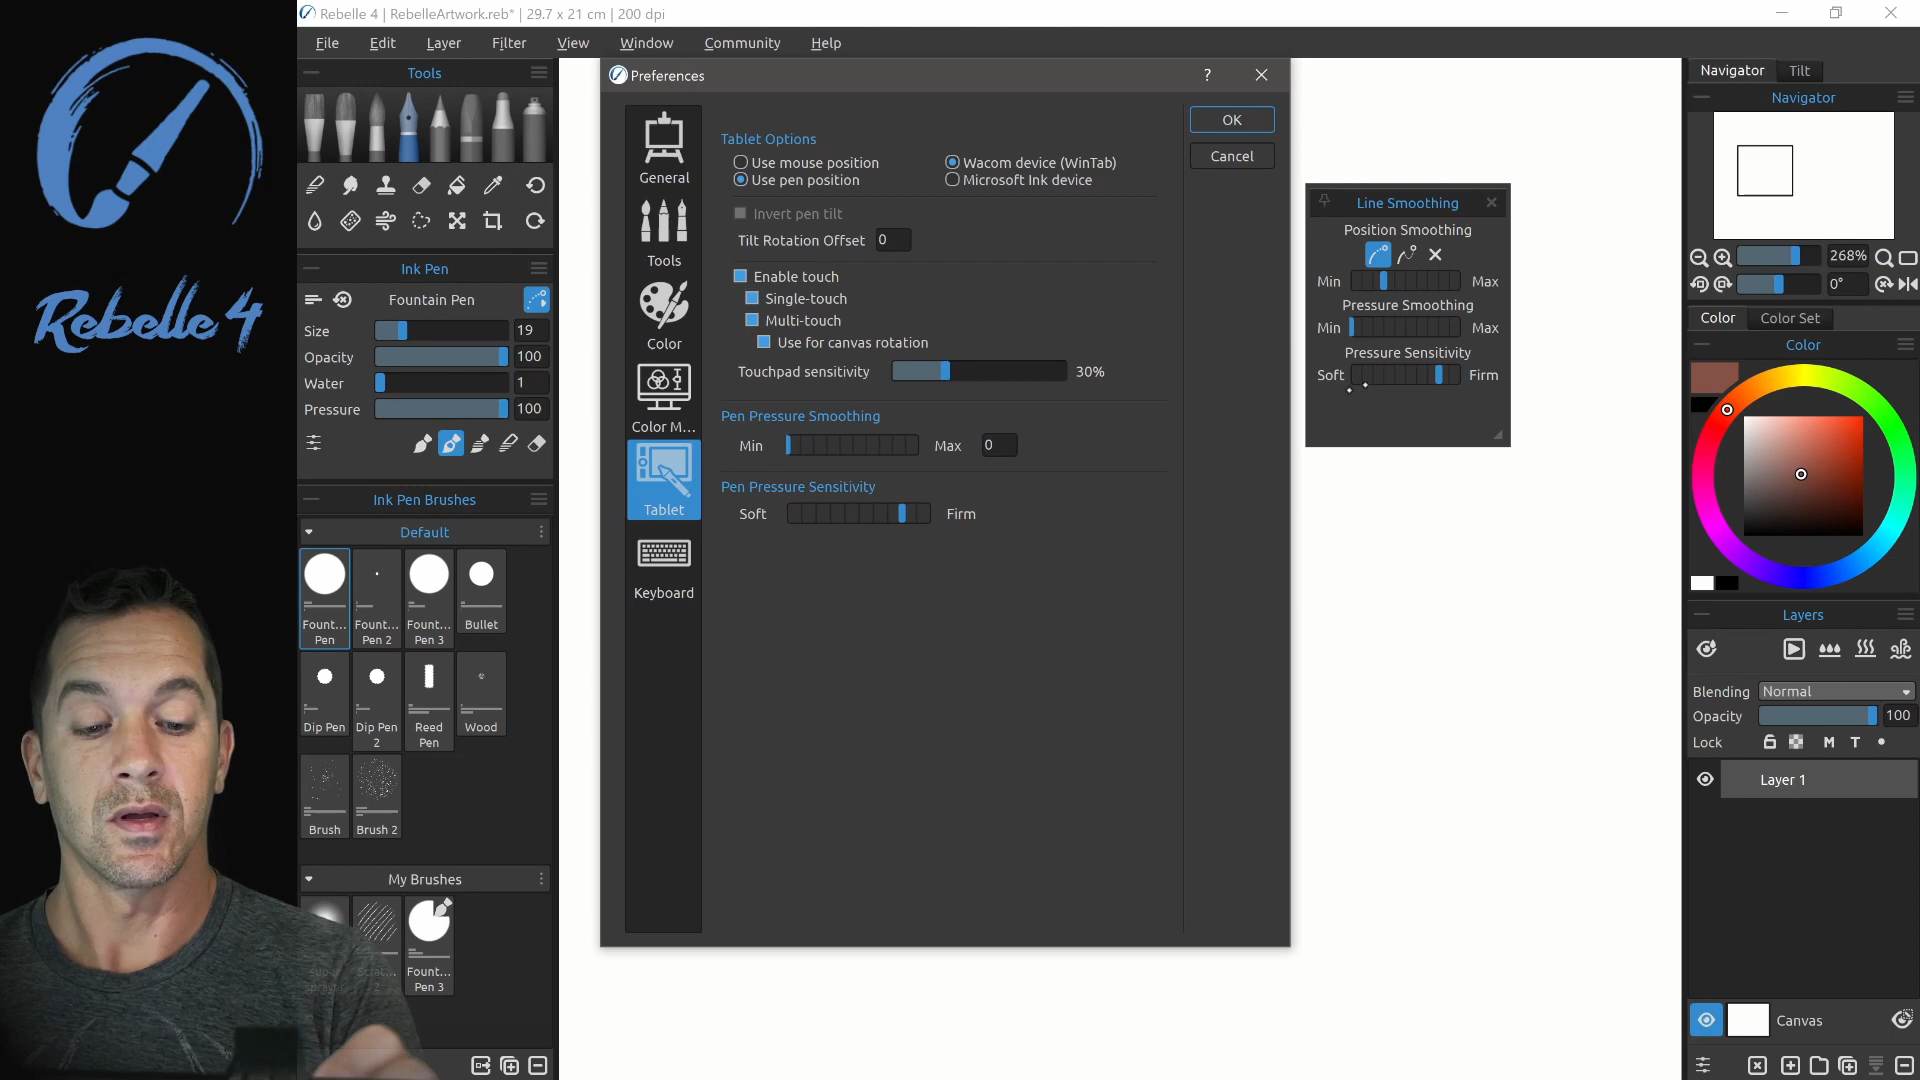 Rebelle 4 | RebelleArtwork.reb* | 29.7 x 21 cm | 200 dpi
File Edit Layer Filter View Window Community Help
Rebelle 4
Tools
Ink Pen
Fountain Pen
Size 19
Opacity 100
Water 1
Pressure 100
Ink Pen Brushes
Default
Fount... Pen
Fount... Pen 2
Fount... Pen 3
Bullet
Dip Pen
Dip Pen 2
Reed Pen
Wood
Brush
Brush 2
My Brushes
Fount... Pen 3
Preferences ?
General
Tools
Color
Color M...
Tablet
Keyboard
Tablet Options
Use mouse position
Wacom device (WinTab)
Use pen position
Microsoft Ink device
Invert pen tilt
Tilt Rotation Offset 0
Enable touch
Single-touch
Multi-touch
Use for canvas rotation
Touchpad sensitivity 30%
Pen Pressure Smoothing
Min Max 0
Pen Pressure Sensitivity
Soft Firm
OK
Cancel
Line Smoothing
Position Smoothing
Min Max
Pressure Smoothing
Min Max
Pressure Sensitivity
Soft Firm
Navigator Tilt
Navigator
268%
0°
Color Color Set
Color
Layers
Blending Normal
Opacity 100
Lock M T
Layer 1
Canvas